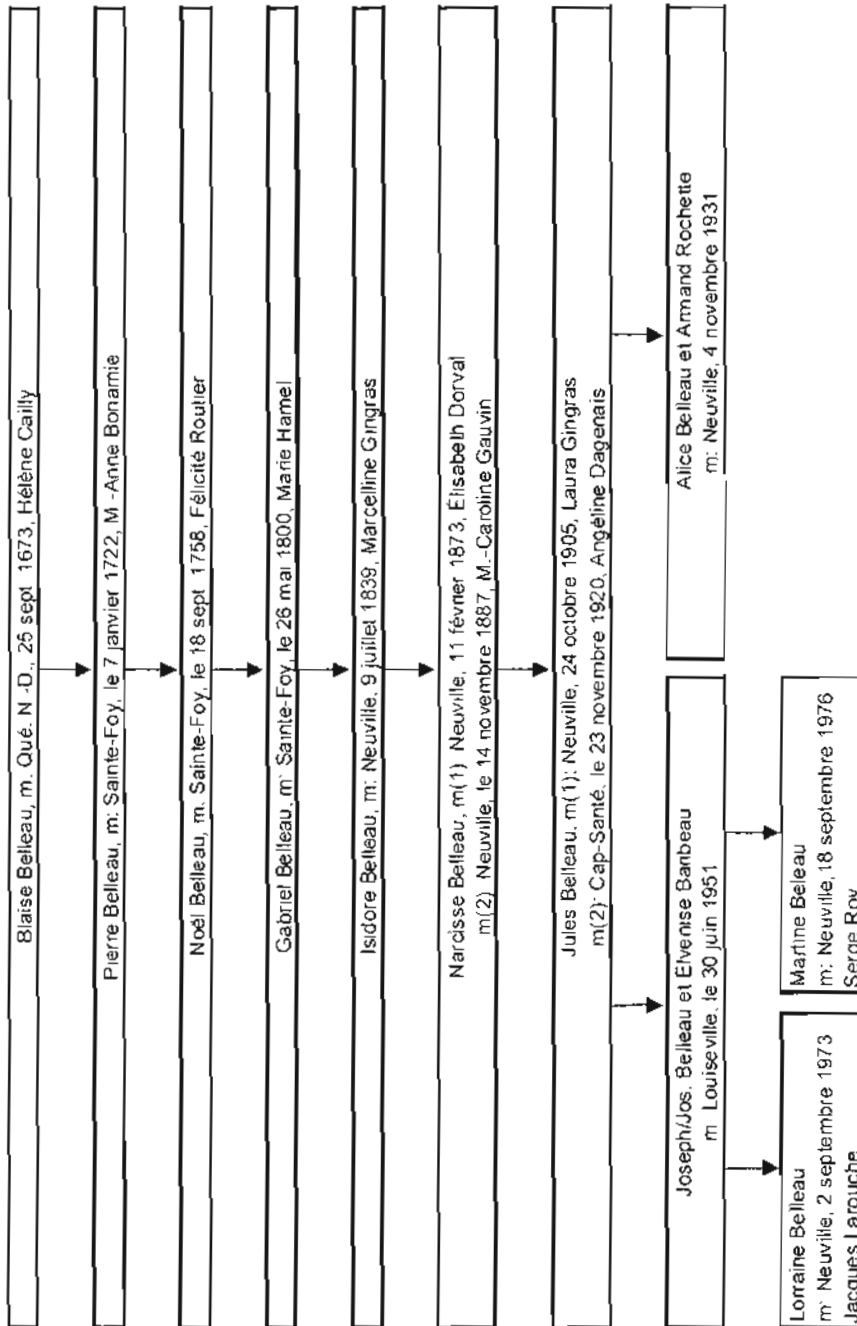 Blaise Belleau, m. Qué. N.-D., 25 sept. 1673, Hélène Cailly
Pierre Belleau, m: Sainte-Foy, le 7 janvier 1722, M.-Anne Bonamie
Noël Belleau, m. Sainte-Foy, le 18 sept. 1758, Félicité Routier
Gabriel Belleau, m: Sainte-Foy, le 26 mai 1800, Marie Hamel
Isidore Belleau, m: Neuville, 9 juillet 1839, Marcelline Gingras
Narcisse Belleau, m(1) Neuville, 11 février 1873, Élisabeth Dorval
m(2) Neuville, le 14 novembre 1887, M.-Caroline Gauvin
Jules Belleau, m(1): Neuville, 24 octobre 1905, Laura Gingras
m(2): Cap-Santé, le 23 novembre 1920, Angéline Dagenais
Joseph/Jos. Belleau et Elvenise Banbeau
m Louiseville, le 30 juin 1951
Alice Belleau et Armand Rochette
m: Neuville, 4 novembre 1931
Lorraine Belleau
m: Neuville, 2 septembre 1973
Jacques Larouche
Martine Beleau
m: Neuville, 18 septembre 1976
Serge Roy